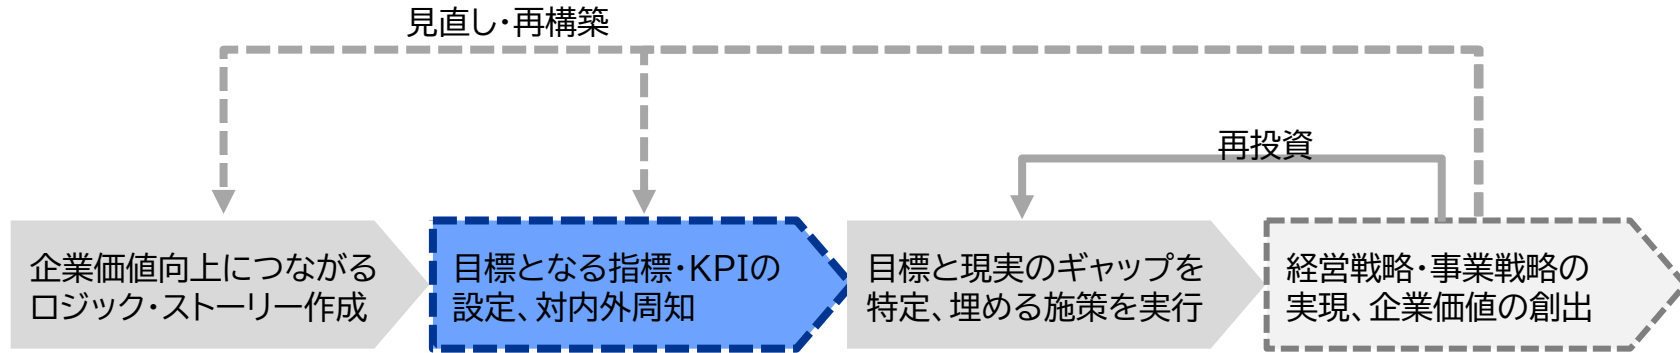 見直し・再構築
再投資
企業価値向上につながる
ロジック・ストーリー作成
目標となる指標・KPIの
設定、対内外周知
目標と現実のギャップを
特定、埋める施策を実行
経営戦略・事業戦略の
実現、企業価値の創出